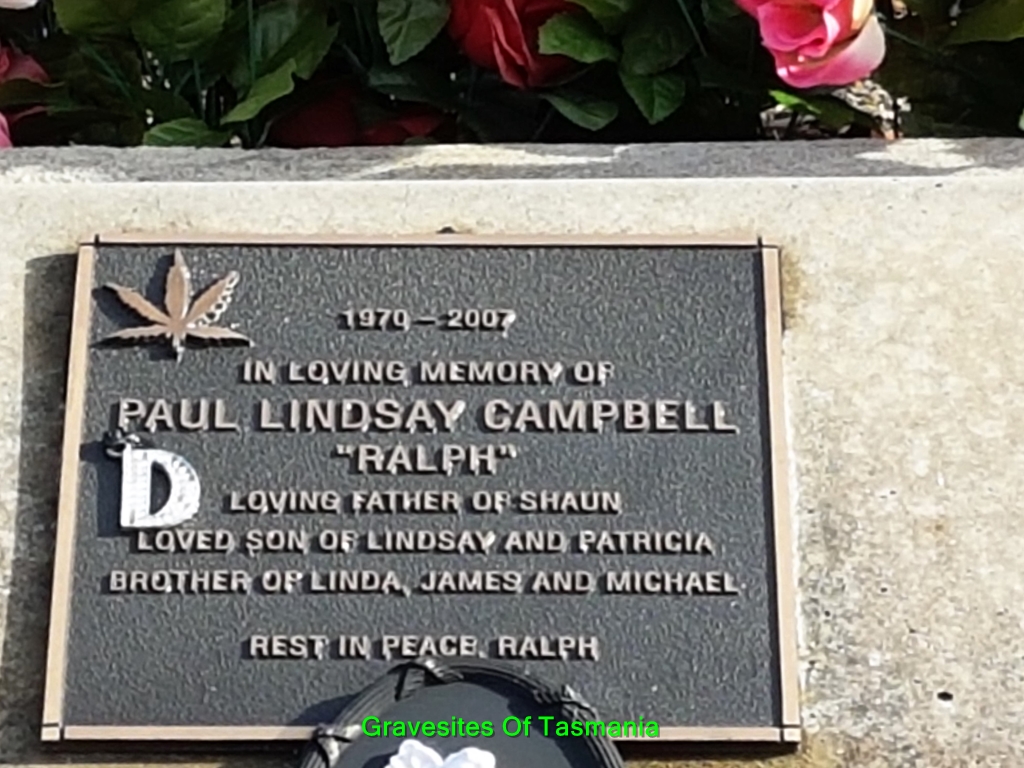 1970 – 2007
IN LOVING MEMORY OF
PAUL LINDSAY CAMPBELL
"RALPH"
D
LOVING FATHER OF SHAUN
LOVED SON OF LINDSAY AND PATRICIA
BROTHER OF LINDA, JAMES AND MICHAEL
REST IN PEACE, RALPH
Gravesites Of Tasmania